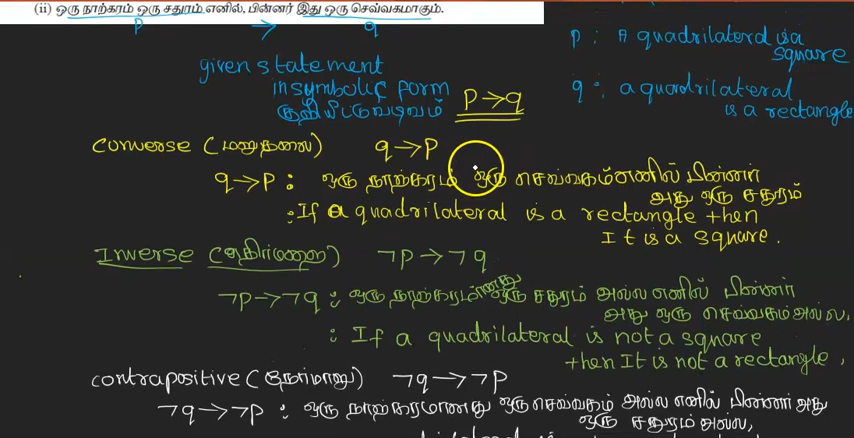 (ii) ஒரு நாற்கரம் ஒரு சதுரம் எனில், பின்னர் இது ஒரு செவ்வகமாகும்.
p → q
given statement
in symbolic form
குறியீட்டு வடிவம்
p → q
p : A quadrilateral is a
square
q : a quadrilateral
is a rectangle
converse (மறுதலை) q → p
q → p : ஒரு நாற்கரம் ஒரு செவ்வகம் எனில் பின்னர்
அது ஒரு சதுரம்
: If a quadrilateral is a rectangle then
It is a square.
Inverse (எதிர்மறை) ¬p → ¬q
¬p → ¬q : ஒரு நாற்கரமானது ஒரு சதுரம் அல்ல எனில் பின்னர்
அது ஒரு செவ்வகம் அல்ல.
: If a quadrilateral is not a square
then It is not a rectangle.
contrapositive (நேர்மாறு) ¬q → ¬p
¬q → ¬p : ஒரு நாற்கரமானது ஒரு செவ்வகம் அல்ல எனில் பின்னர் அது
ஒரு சதுரம் அல்ல.